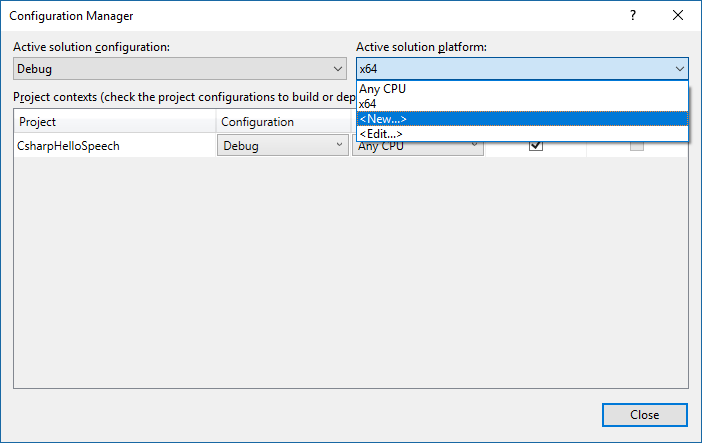 Configuration Manager
?
Active solution configuration:
Active solution platform:
Debug
x64
Any CPU
x64
<New...>
<Edit...>
Project contexts (check the project configurations to build or dep
Project
Configuration
CsharpHelloSpeech
Debug
Any CPU
Close